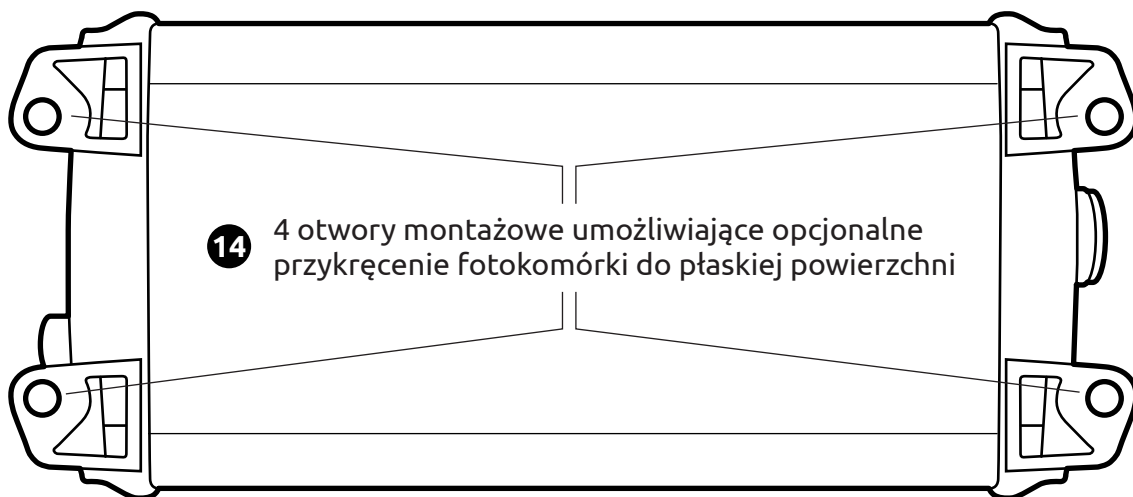 14 4 otwory montażowe umożliwiające opcjonalne
przykręcenie fotokomórki do płaskiej powierzchni